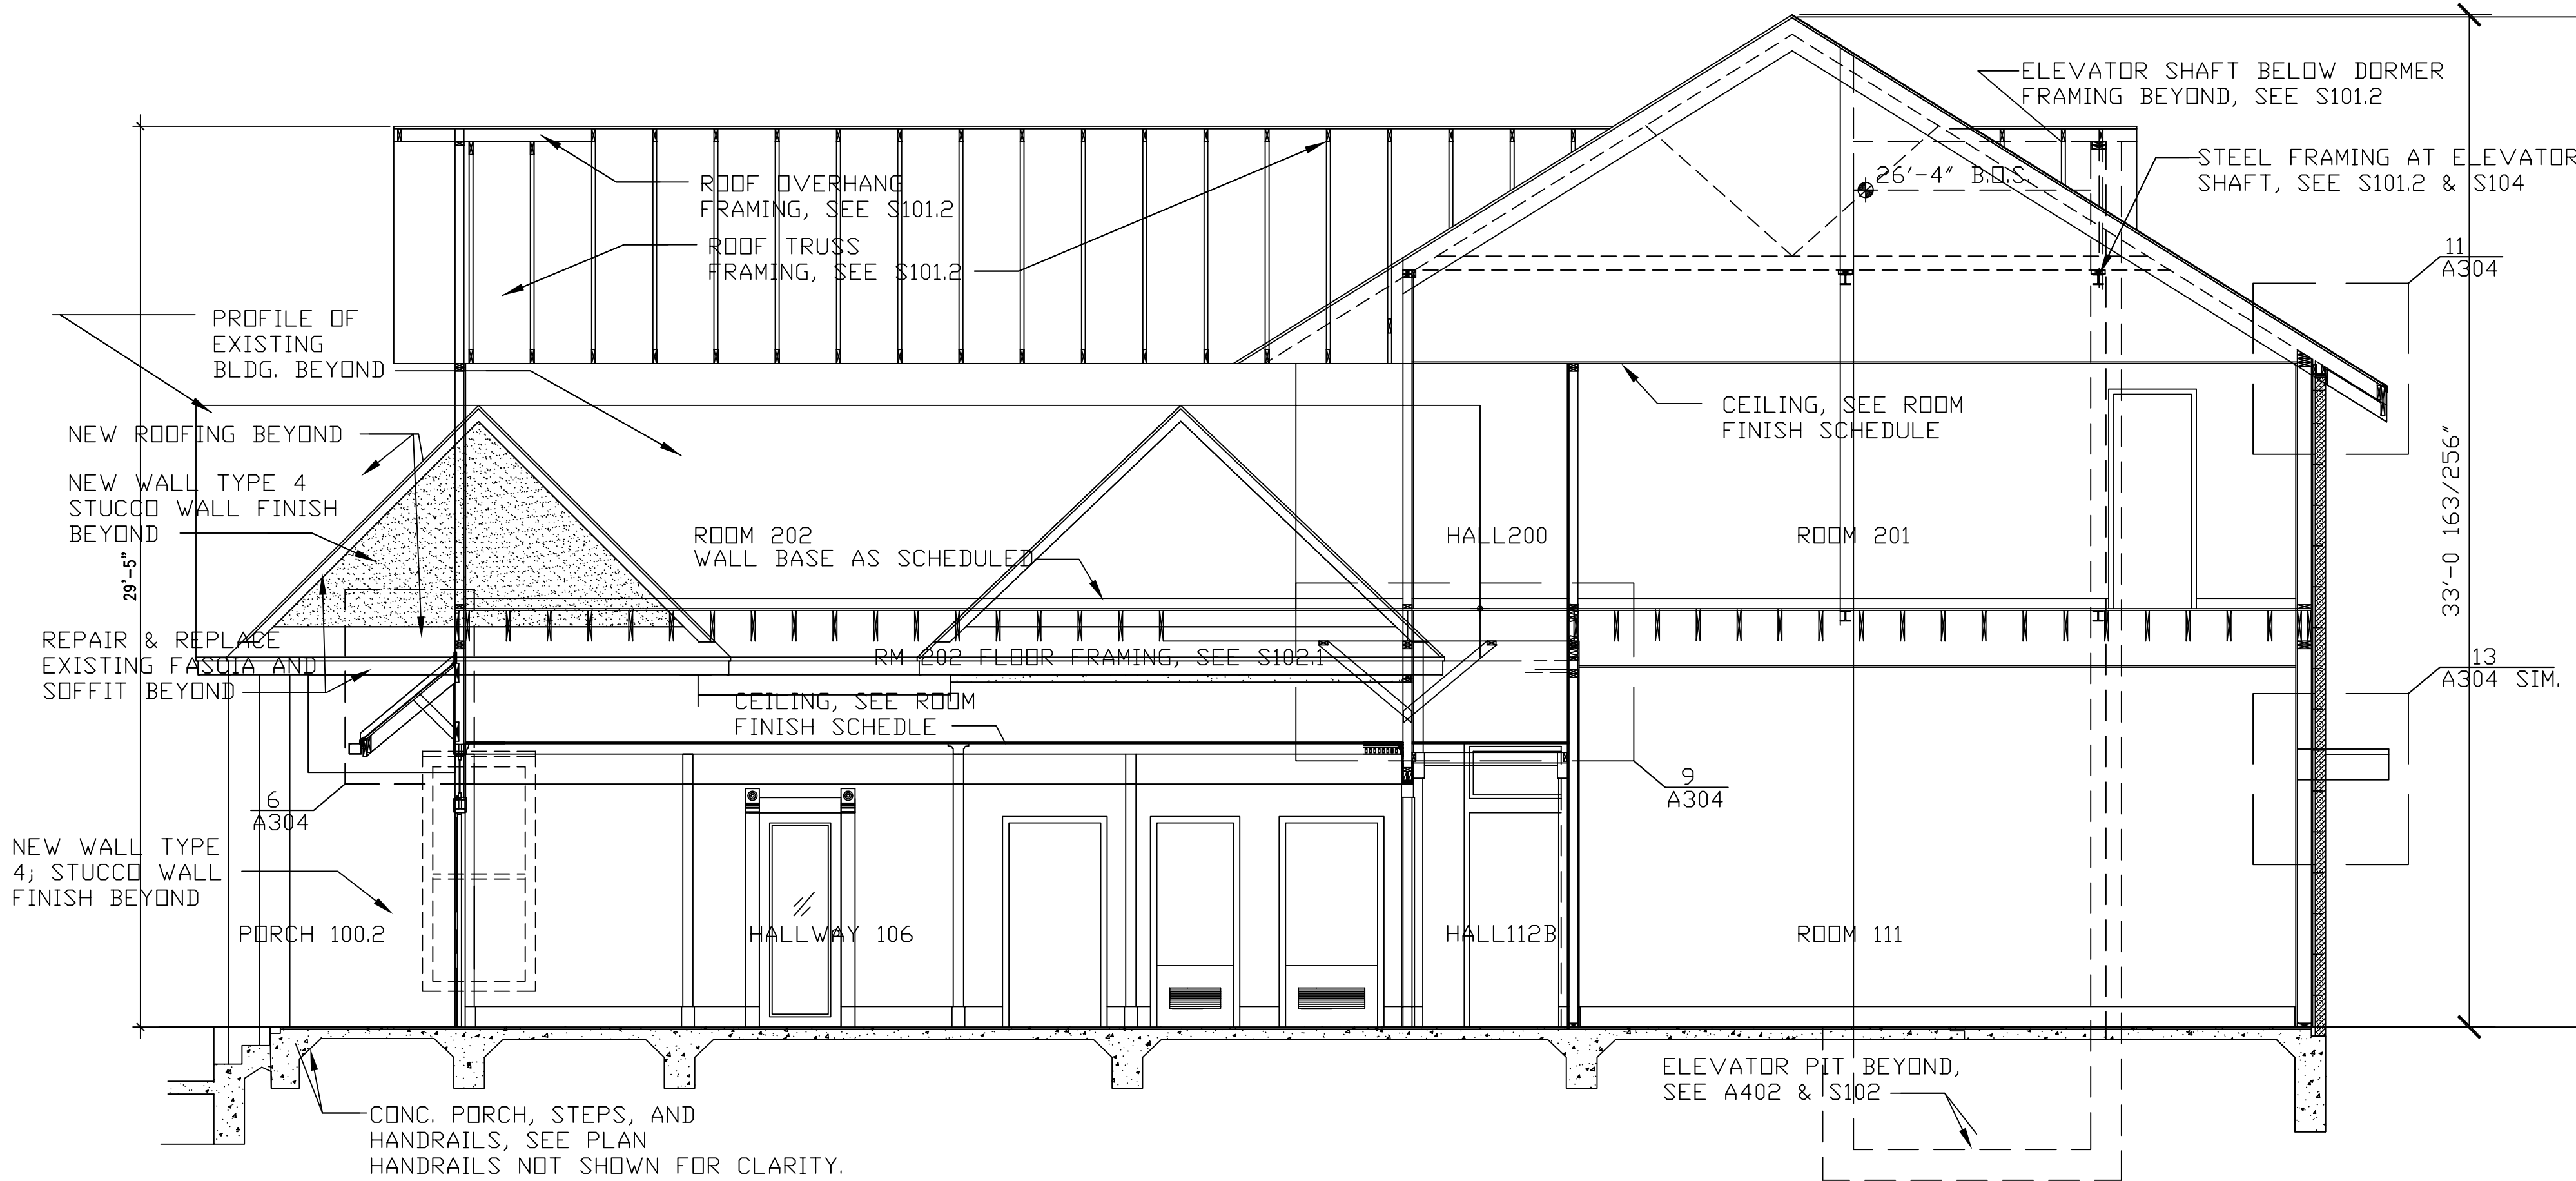 ELEVATOR SHAFT BELOW DORMER
FRAMING BEYOND, SEE S101.2
STEEL FRAMING AT ELEVATOR
SHAFT, SEE S101.2 & S104
26'-4" B.O.S.
ROOF OVERHANG
FRAMING, SEE S101.2
ROOF TRUSS
FRAMING, SEE S101.2
11
A304
PROFILE OF
EXISTING
BLDG. BEYOND
CEILING, SEE ROOM
FINISH SCHEDULE
NEW ROOFING BEYOND
NEW WALL TYPE 4
STUCCO WALL FINISH
BEYOND
29'-5"
33'-0 163/256"
ROOM 202
WALL BASE AS SCHEDULED
HALL200
ROOM 201
REPAIR & REPLACE
EXISTING FASCIA AND
SOFFIT BEYOND
RM 202 FLOOR FRAMING, SEE S102.1
13
A304 SIM.
CEILING, SEE ROOM
FINISH SCHEDLE
6
A304
9
A304
NEW WALL TYPE
4; STUCCO WALL
FINISH BEYOND
PORCH 100.2
HALLWAY 106
HALL112B
ROOM 111
ELEVATOR PIT BEYOND,
SEE A402 & S102
CONC. PORCH, STEPS, AND
HANDRAILS, SEE PLAN
HANDRAILS NOT SHOWN FOR CLARITY.